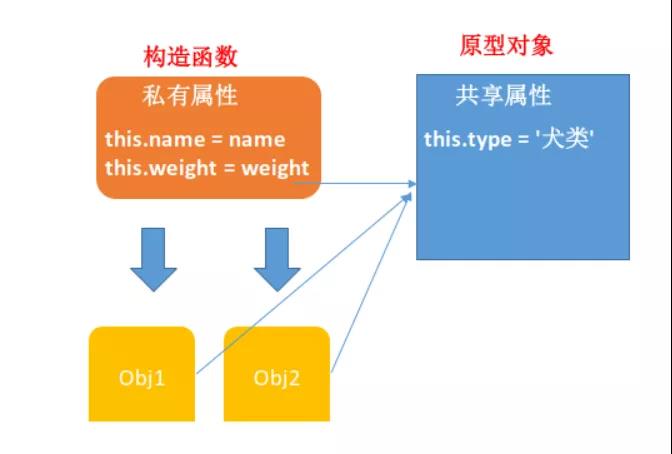 构造函数
原型对象
私有属性
this.name = name
this.weight = weight
共享属性
this.type = '犬类'
Obj1
Obj2